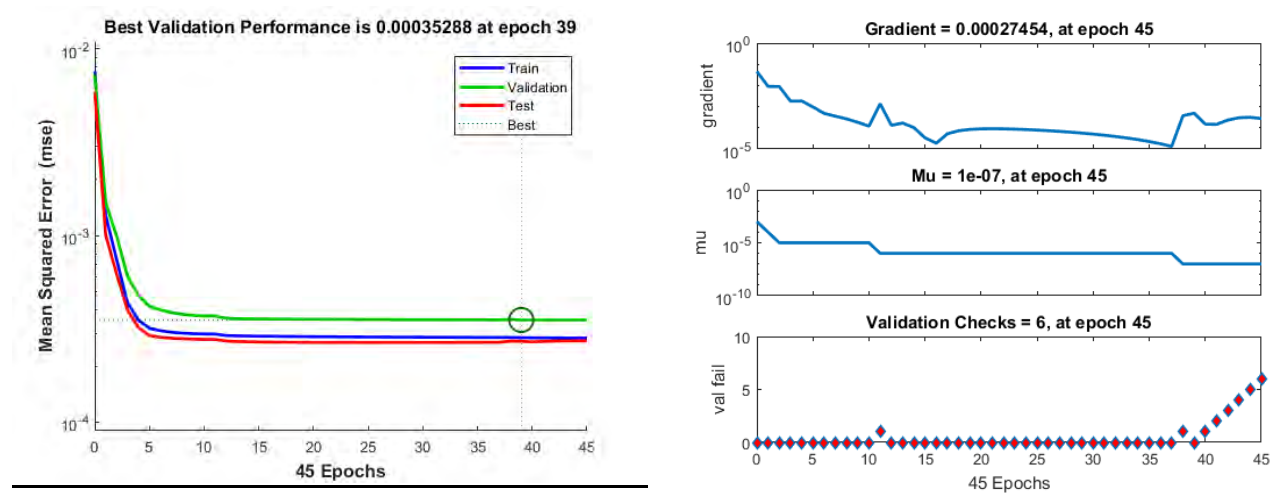 Best Validation Performance is 0.00035288 at epoch 39
Mean Squared Error (mse)
10^-2
10^-3
10^-4
Train
Validation
Test
Best
0 5 10 15 20 25 30 35 40 45
45 Epochs
Gradient = 0.00027454, at epoch 45
gradient
10^0
10^-5
Mu = 1e-07, at epoch 45
mu
10^0
10^-5
10^-10
Validation Checks = 6, at epoch 45
val fail
10
5
0
0 5 10 15 20 25 30 35 40 45
45 Epochs